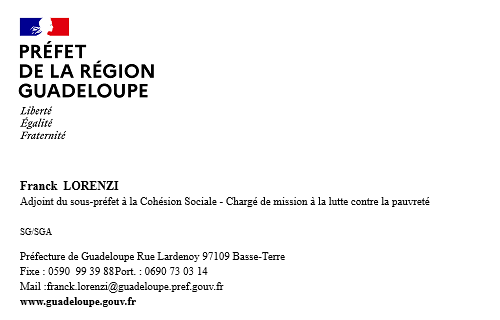 PRÉFET
DE LA RÉGION
GUADELOUPE
Liberté
Égalité
Fraternité
Franck LORENZI
Adjoint du sous-préfet à la Cohésion Sociale - Chargé de mission à la lutte contre la pauvreté
SG/SGA
Préfecture de Guadeloupe Rue Lardenoy 97109 Basse-Terre
Fixe : 0590 99 39 88Port. : 0690 73 03 14
Mail :franck.lorenzi@guadeloupe.pref.gouv.fr
www.guadeloupe.gouv.fr